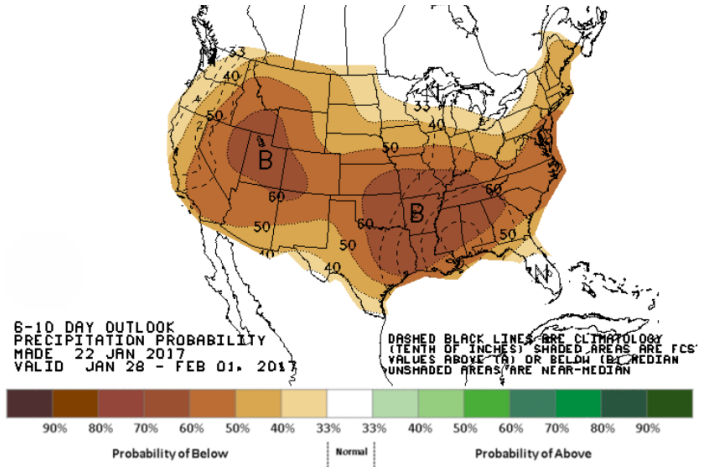 33
40
50
33
N
40
50
B
60
60
B
60
50
50
50
40
40
N
6-10 DAY OUTLOOK
PRECIPITATION PROBABILITY
MADE 22 JAN 2017
VALID JAN 28 - FEB 01, 2017
DASHED BLACK LINES ARE CLIMATOLOGY
(TENTH OF INCHES) SHADED AREAS ARE FCST
VALUES ABOVE (A) OR BELOW (B) MEDIAN
UNSHADED AREAS ARE NEAR-MEDIAN
90% 80% 70% 60% 50% 40% 33% 33% 40% 50% 60% 70% 80% 90%
Probability of Below Normal Probability of Above